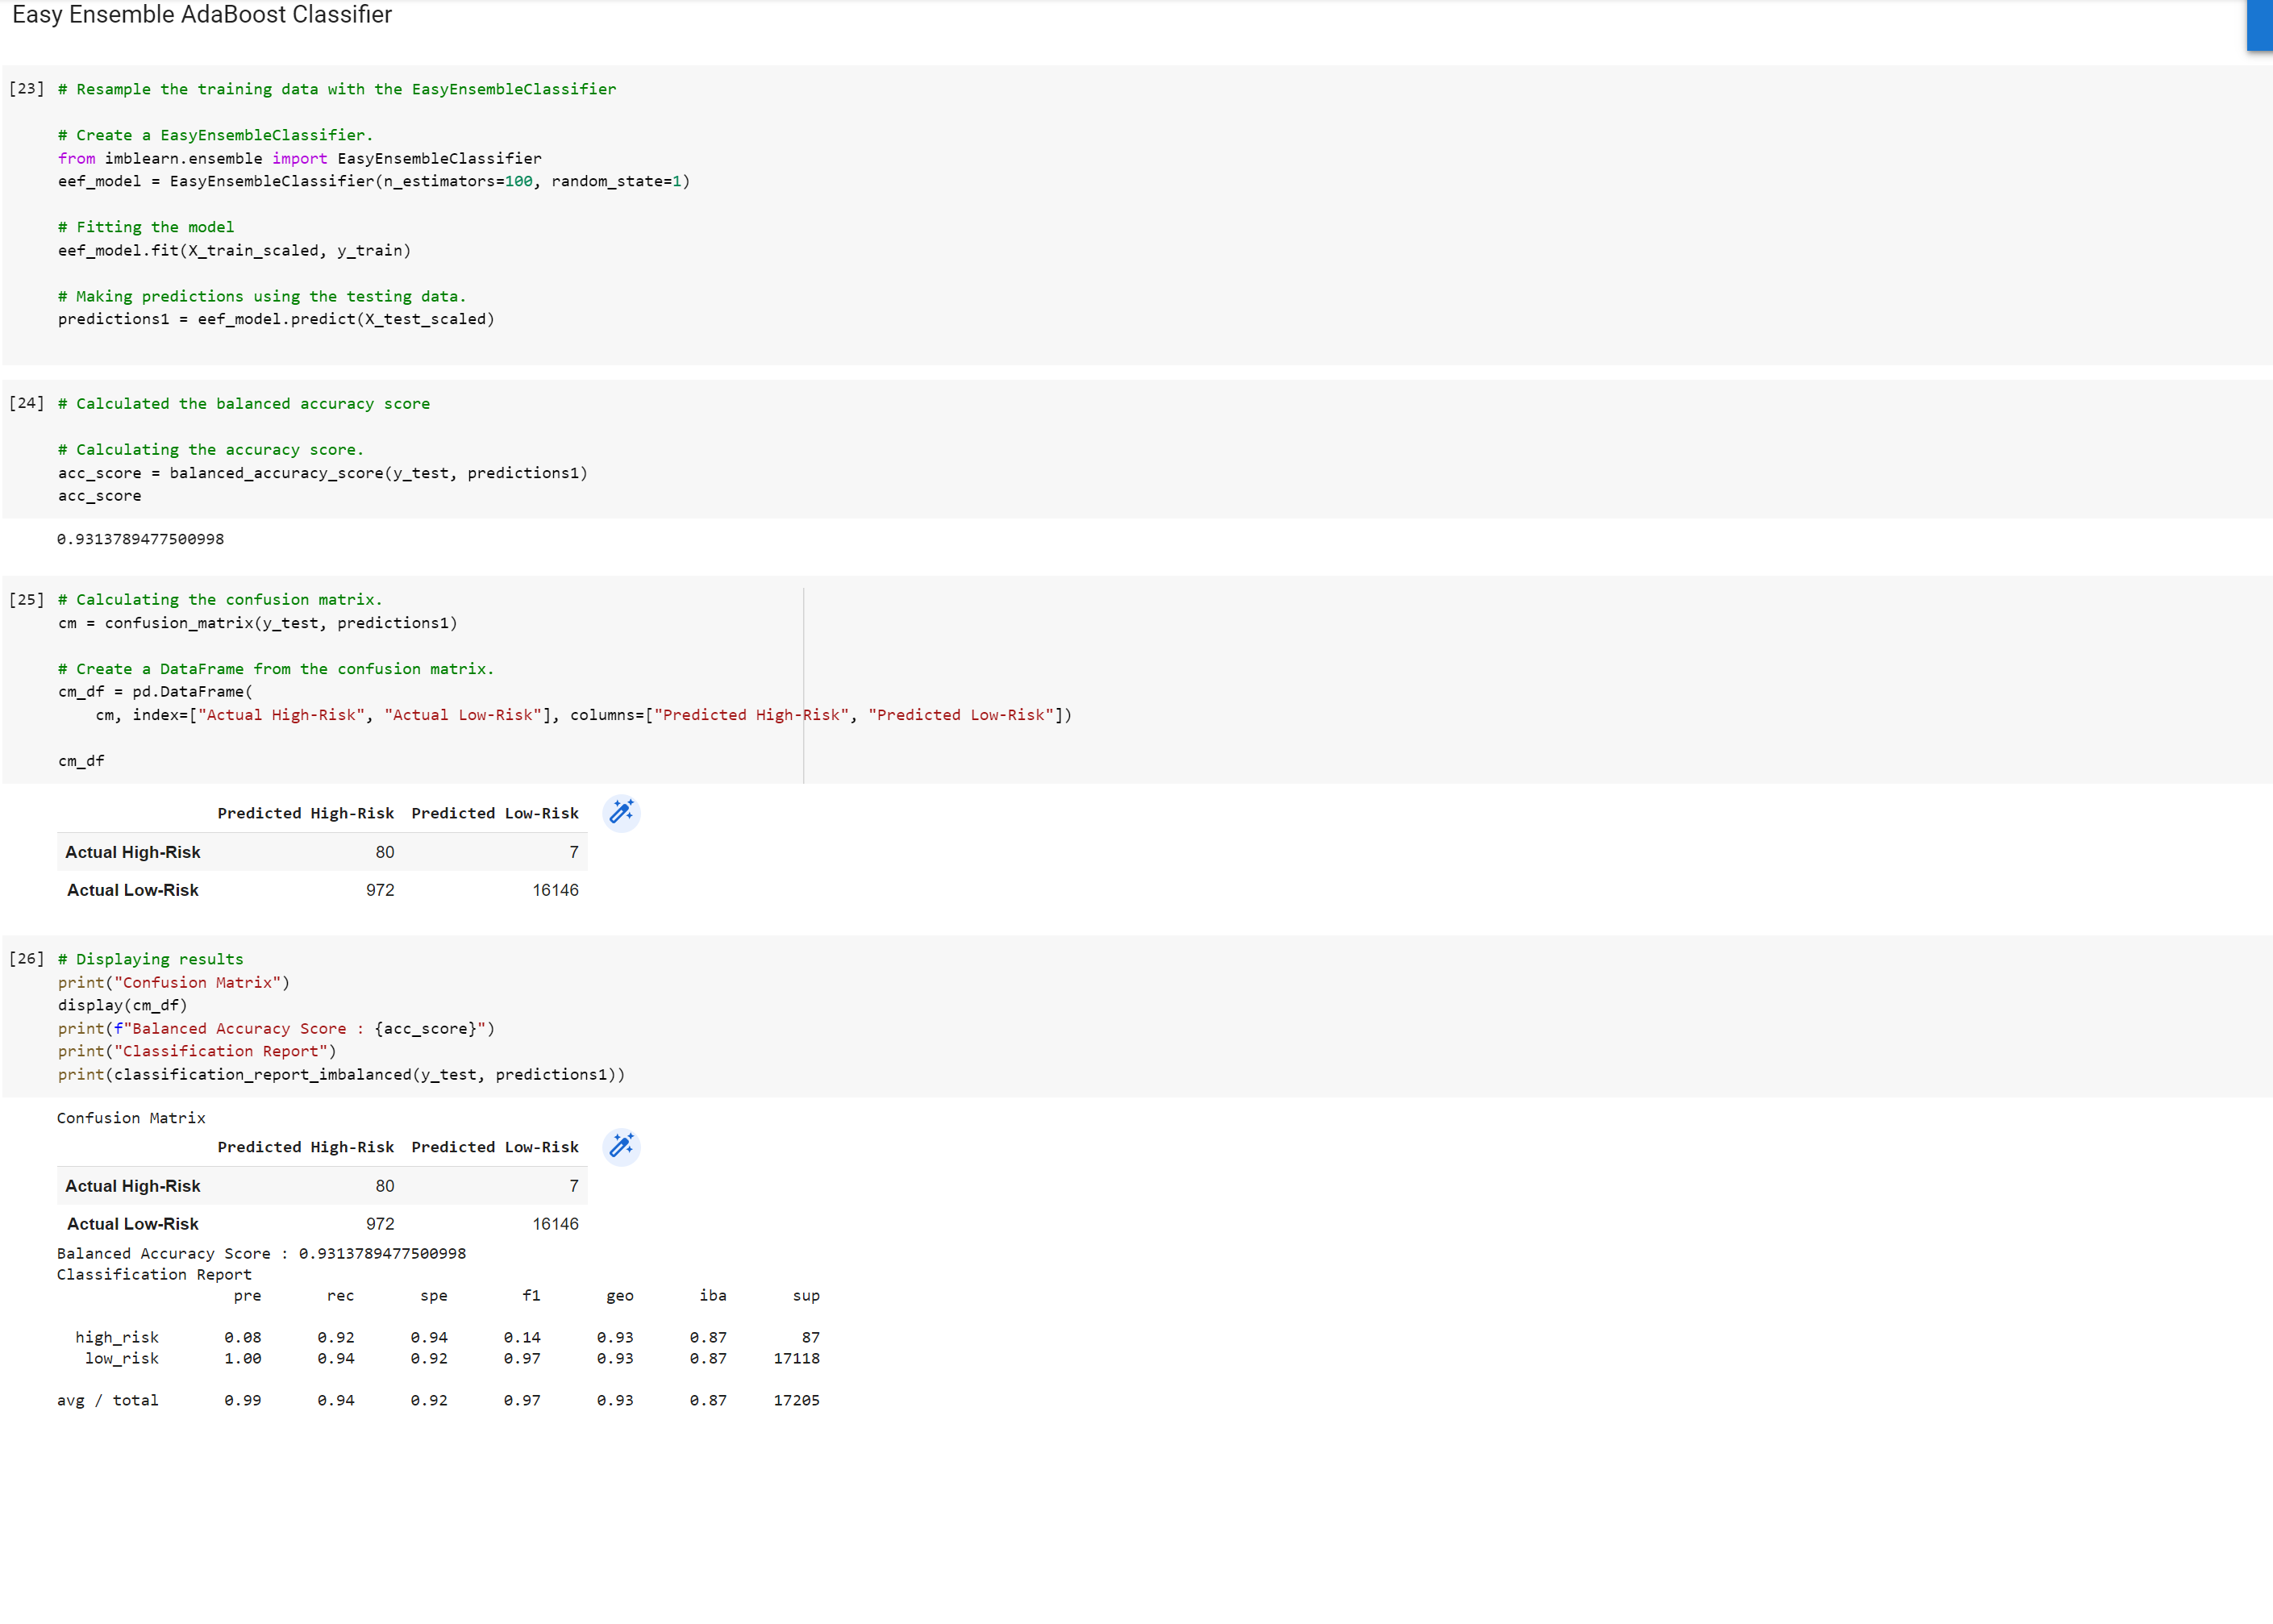 Easy Ensemble AdaBoost Classifier
[23] # Resample the training data with the EasyEnsembleClassifier
# Create a EasyEnsembleClassifier.
from imblearn.ensemble import EasyEnsembleClassifier
eef_model = EasyEnsembleClassifier(n_estimators=100, random_state=1)
# Fitting the model
eef_model.fit(X_train_scaled, y_train)
# Making predictions using the testing data.
predictions1 = eef_model.predict(X_test_scaled)
[24] # Calculated the balanced accuracy score
# Calculating the accuracy score.
acc_score = balanced_accuracy_score(y_test, predictions1)
acc_score
0.9313789477500998
[25] # Calculating the confusion matrix.
cm = confusion_matrix(y_test, predictions1)
# Create a DataFrame from the confusion matrix.
cm_df = pd.DataFrame(
cm, index=["Actual High-Risk", "Actual Low-Risk"], columns=["Predicted High-Risk", "Predicted Low-Risk"])
cm_df
Predicted High-Risk Predicted Low-Risk
Actual High-Risk 80 7
Actual Low-Risk 972 16146
[26] # Displaying results
print("Confusion Matrix")
display(cm_df)
print(f"Balanced Accuracy Score : {acc_score}")
print("Classification Report")
print(classification_report_imbalanced(y_test, predictions1))
Confusion Matrix
Predicted High-Risk Predicted Low-Risk
Actual High-Risk 80 7
Actual Low-Risk 972 16146
Balanced Accuracy Score : 0.9313789477500998
Classification Report
pre rec spe f1 geo iba sup
high_risk 0.08 0.92 0.94 0.14 0.93 0.87 87
low_risk 1.00 0.94 0.92 0.97 0.93 0.87 17118
avg / total 0.99 0.94 0.92 0.97 0.93 0.87 17205